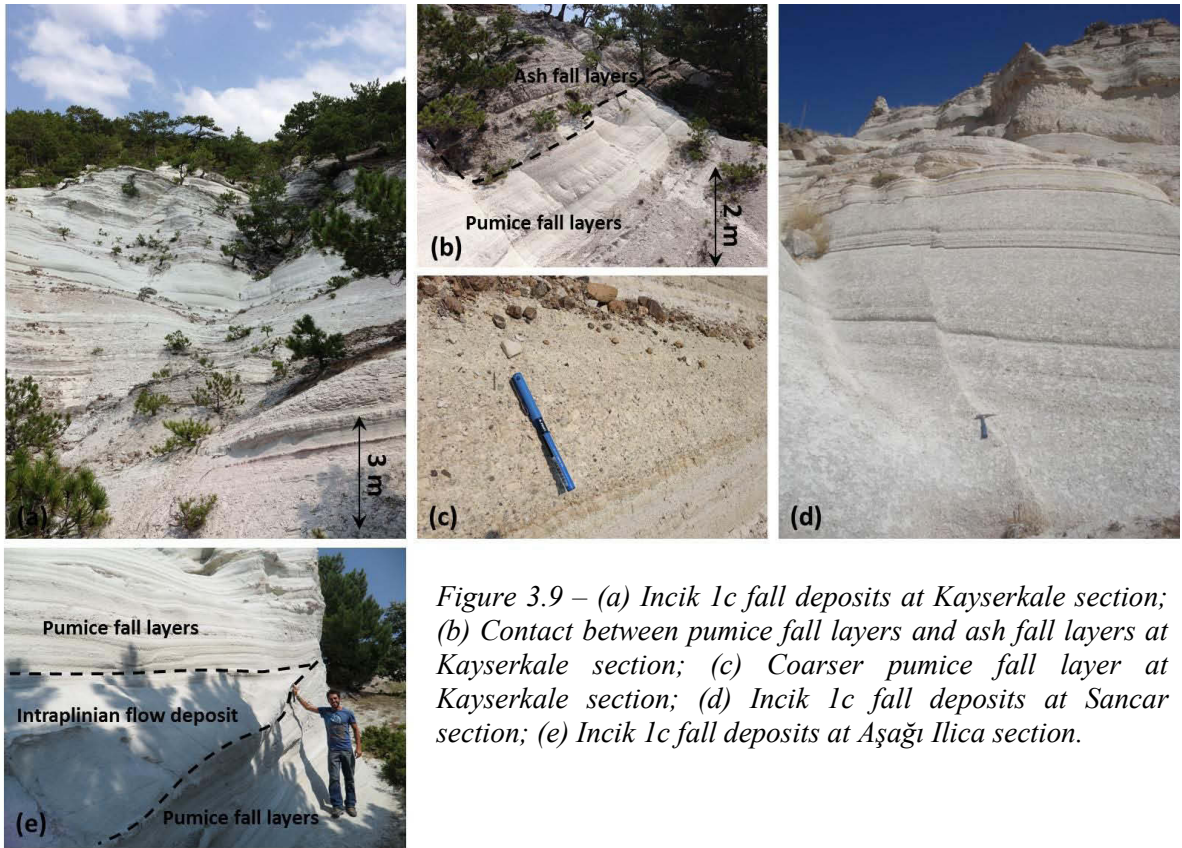 (a)
3 m
Ash fall layers
Pumice fall layers
(b)
2 m
(c)
(d)
Pumice fall layers
Intraplinian flow deposit
Pumice fall layers
(e)
Figure 3.9 – (a) Incik 1c fall deposits at Kayserkale section;
(b) Contact between pumice fall layers and ash fall layers at
Kayserkale section; (c) Coarser pumice fall layer at
Kayserkale section; (d) Incik 1c fall deposits at Sancar
section; (e) Incik 1c fall deposits at Aşağı Ilica section.